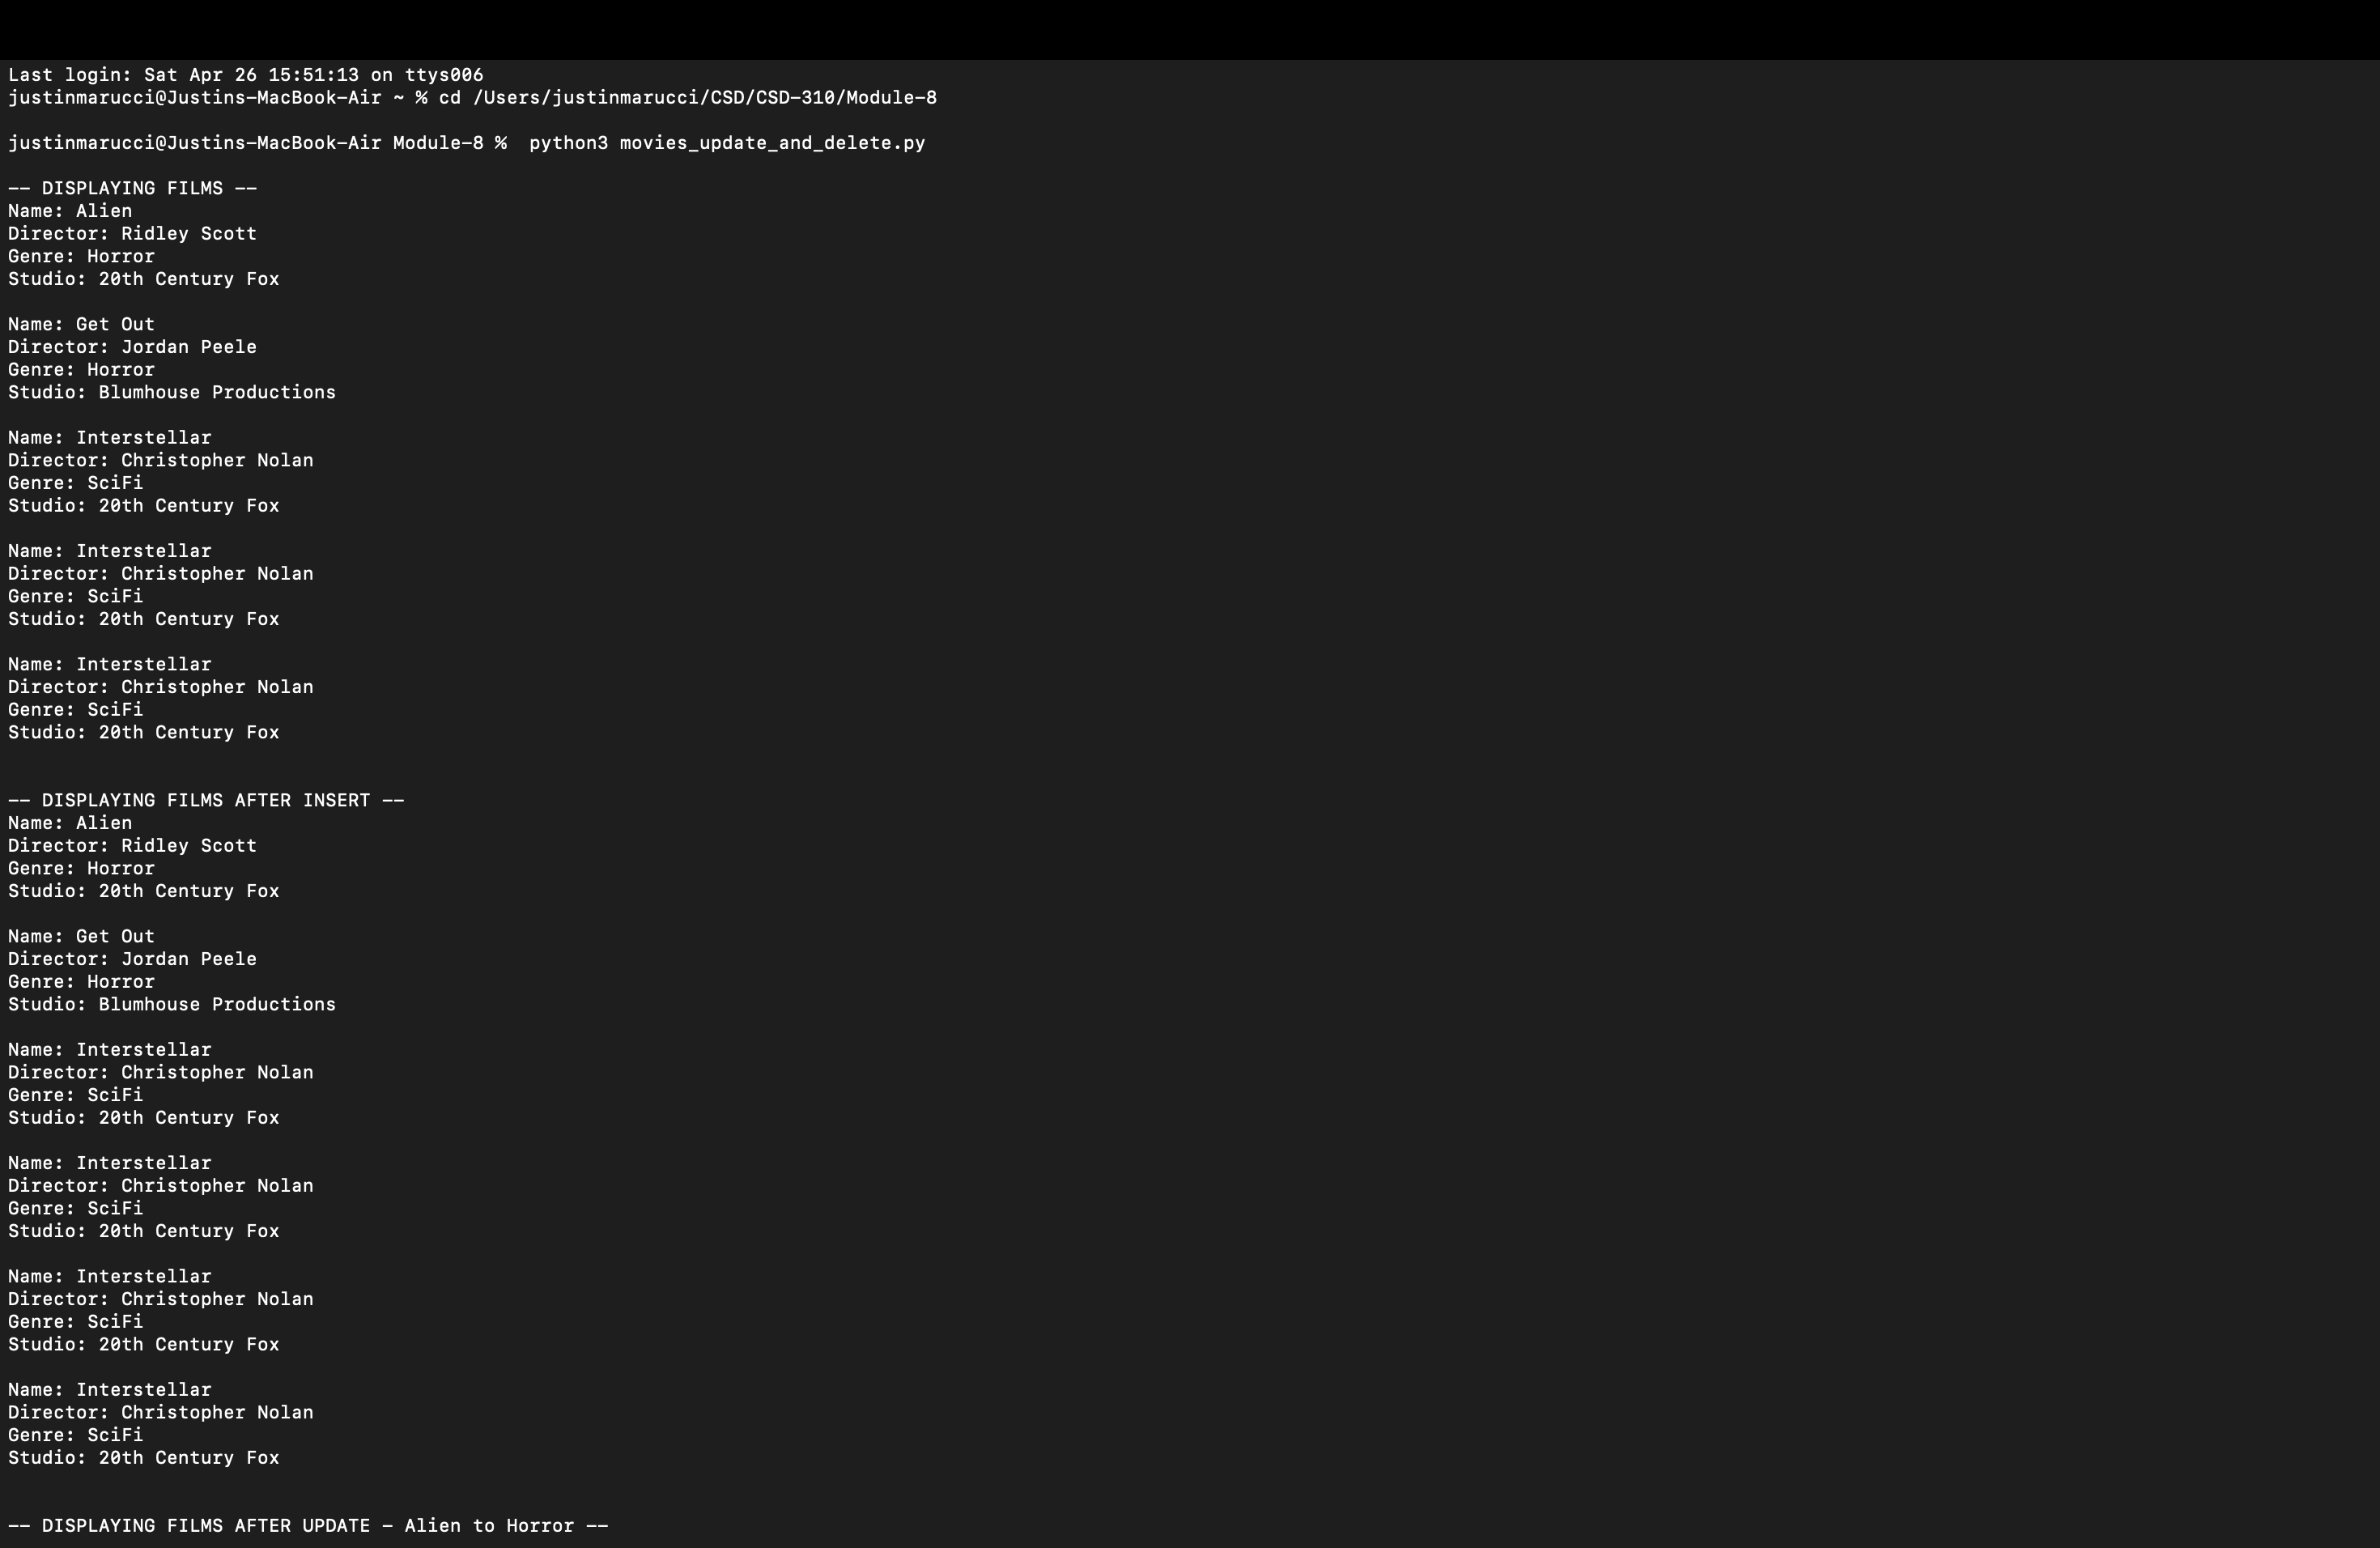 Last login: Sat Apr 26 15:51:13 on ttys006
justinmarucci@Justins-MacBook-Air ~ % cd /Users/justinmarucci/CSD/CSD-310/Module-8
justinmarucci@Justins-MacBook-Air Module-8 %  python3 movies_update_and_delete.py
-- DISPLAYING FILMS --
Name: Alien
Director: Ridley Scott
Genre: Horror
Studio: 20th Century Fox
Name: Get Out
Director: Jordan Peele
Genre: Horror
Studio: Blumhouse Productions
Name: Interstellar
Director: Christopher Nolan
Genre: SciFi
Studio: 20th Century Fox
Name: Interstellar
Director: Christopher Nolan
Genre: SciFi
Studio: 20th Century Fox
Name: Interstellar
Director: Christopher Nolan
Genre: SciFi
Studio: 20th Century Fox
-- DISPLAYING FILMS AFTER INSERT --
Name: Alien
Director: Ridley Scott
Genre: Horror
Studio: 20th Century Fox
Name: Get Out
Director: Jordan Peele
Genre: Horror
Studio: Blumhouse Productions
Name: Interstellar
Director: Christopher Nolan
Genre: SciFi
Studio: 20th Century Fox
Name: Interstellar
Director: Christopher Nolan
Genre: SciFi
Studio: 20th Century Fox
Name: Interstellar
Director: Christopher Nolan
Genre: SciFi
Studio: 20th Century Fox
Name: Interstellar
Director: Christopher Nolan
Genre: SciFi
Studio: 20th Century Fox
-- DISPLAYING FILMS AFTER UPDATE - Alien to Horror --